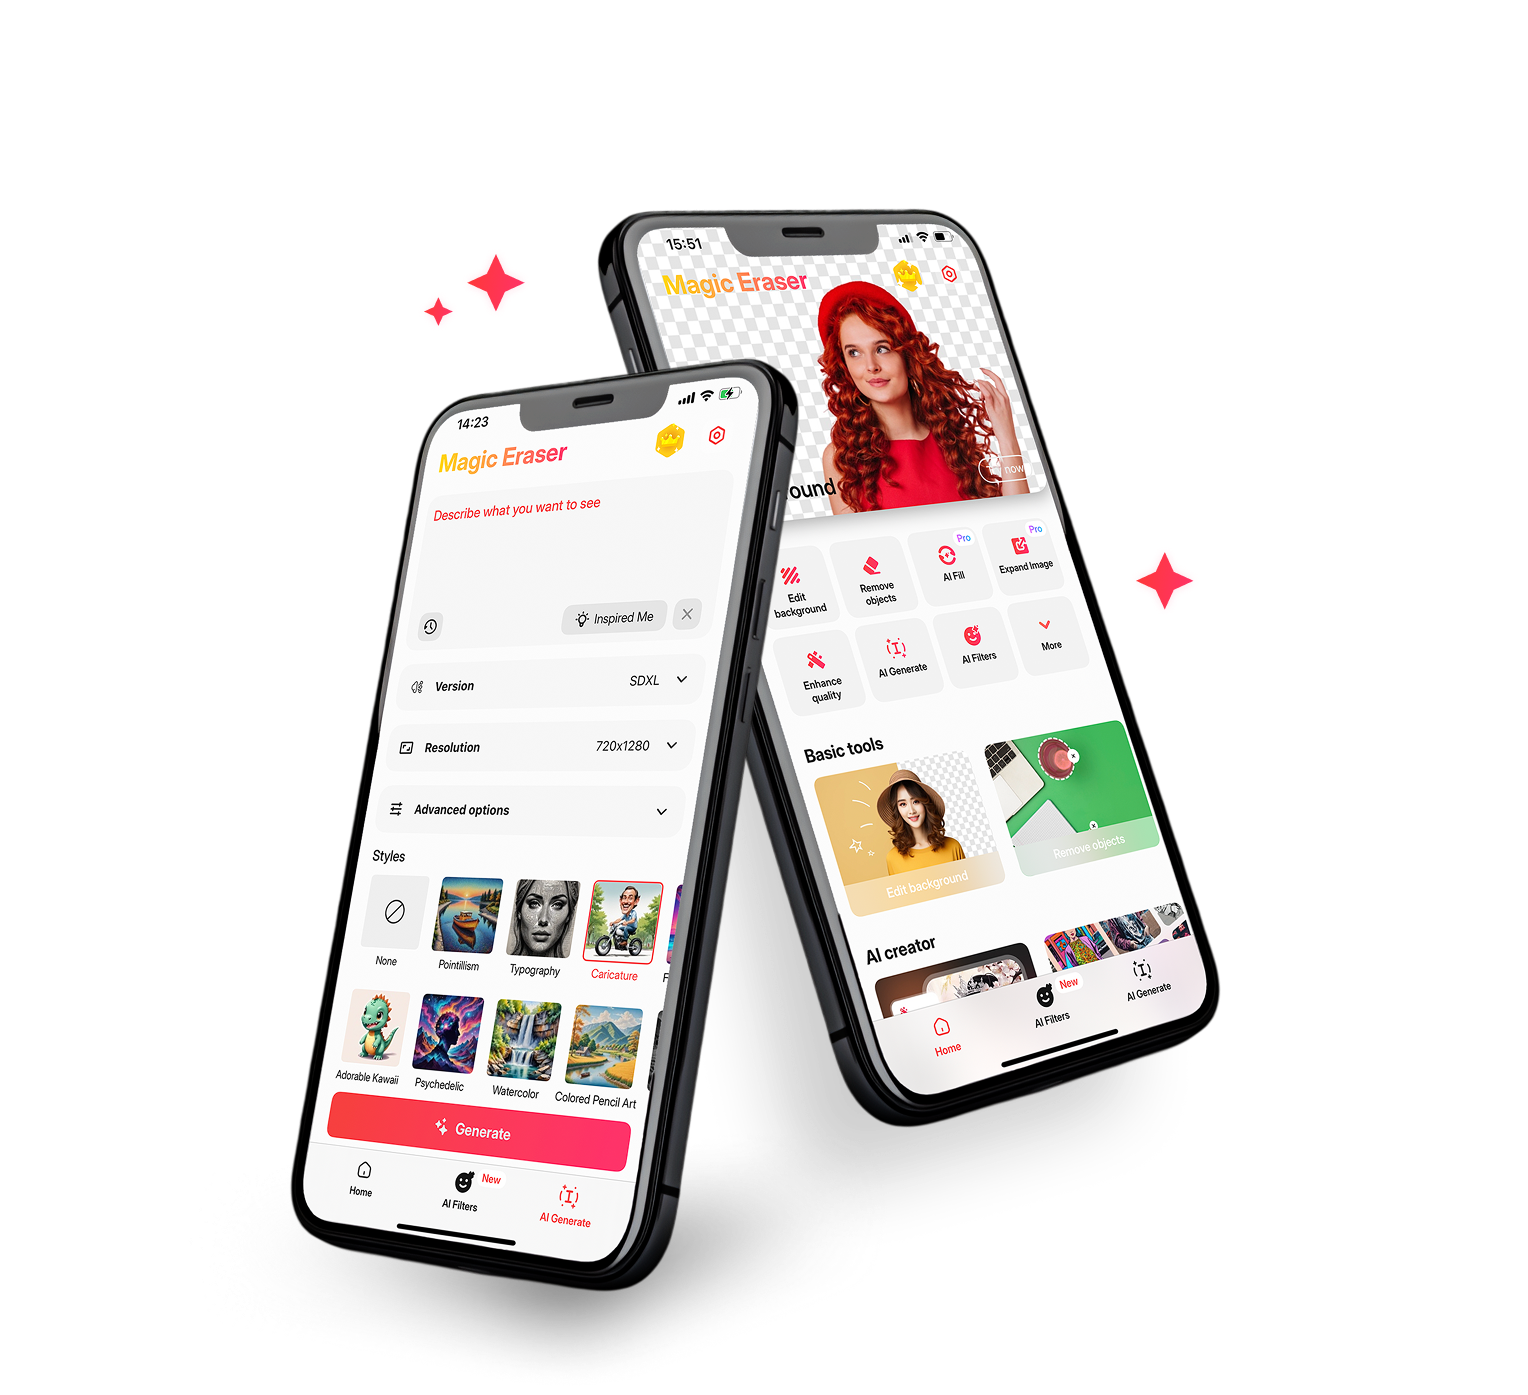 14:23
Magic Eraser
Describe what you want to see
Inspired Me
Version
SDXL
Resolution
720x1280
Advanced options
Styles
None
Pointillism
Typography
Caricature
F
Adorable Kawaii
Psychedelic
Watercolor
Colored Pencil Art
Generate
Home
AI Filters
New
AI Generate
15:51
Magic Eraser
ound
now
Edit
background
Remove
objects
Pro
AI Fill
Pro
Expand Image
Enhance
quality
AI Generate
AI Filters
More
Basic tools
Edit background
Remove objects
AI creator
Home
AI Filters
New
AI Generate